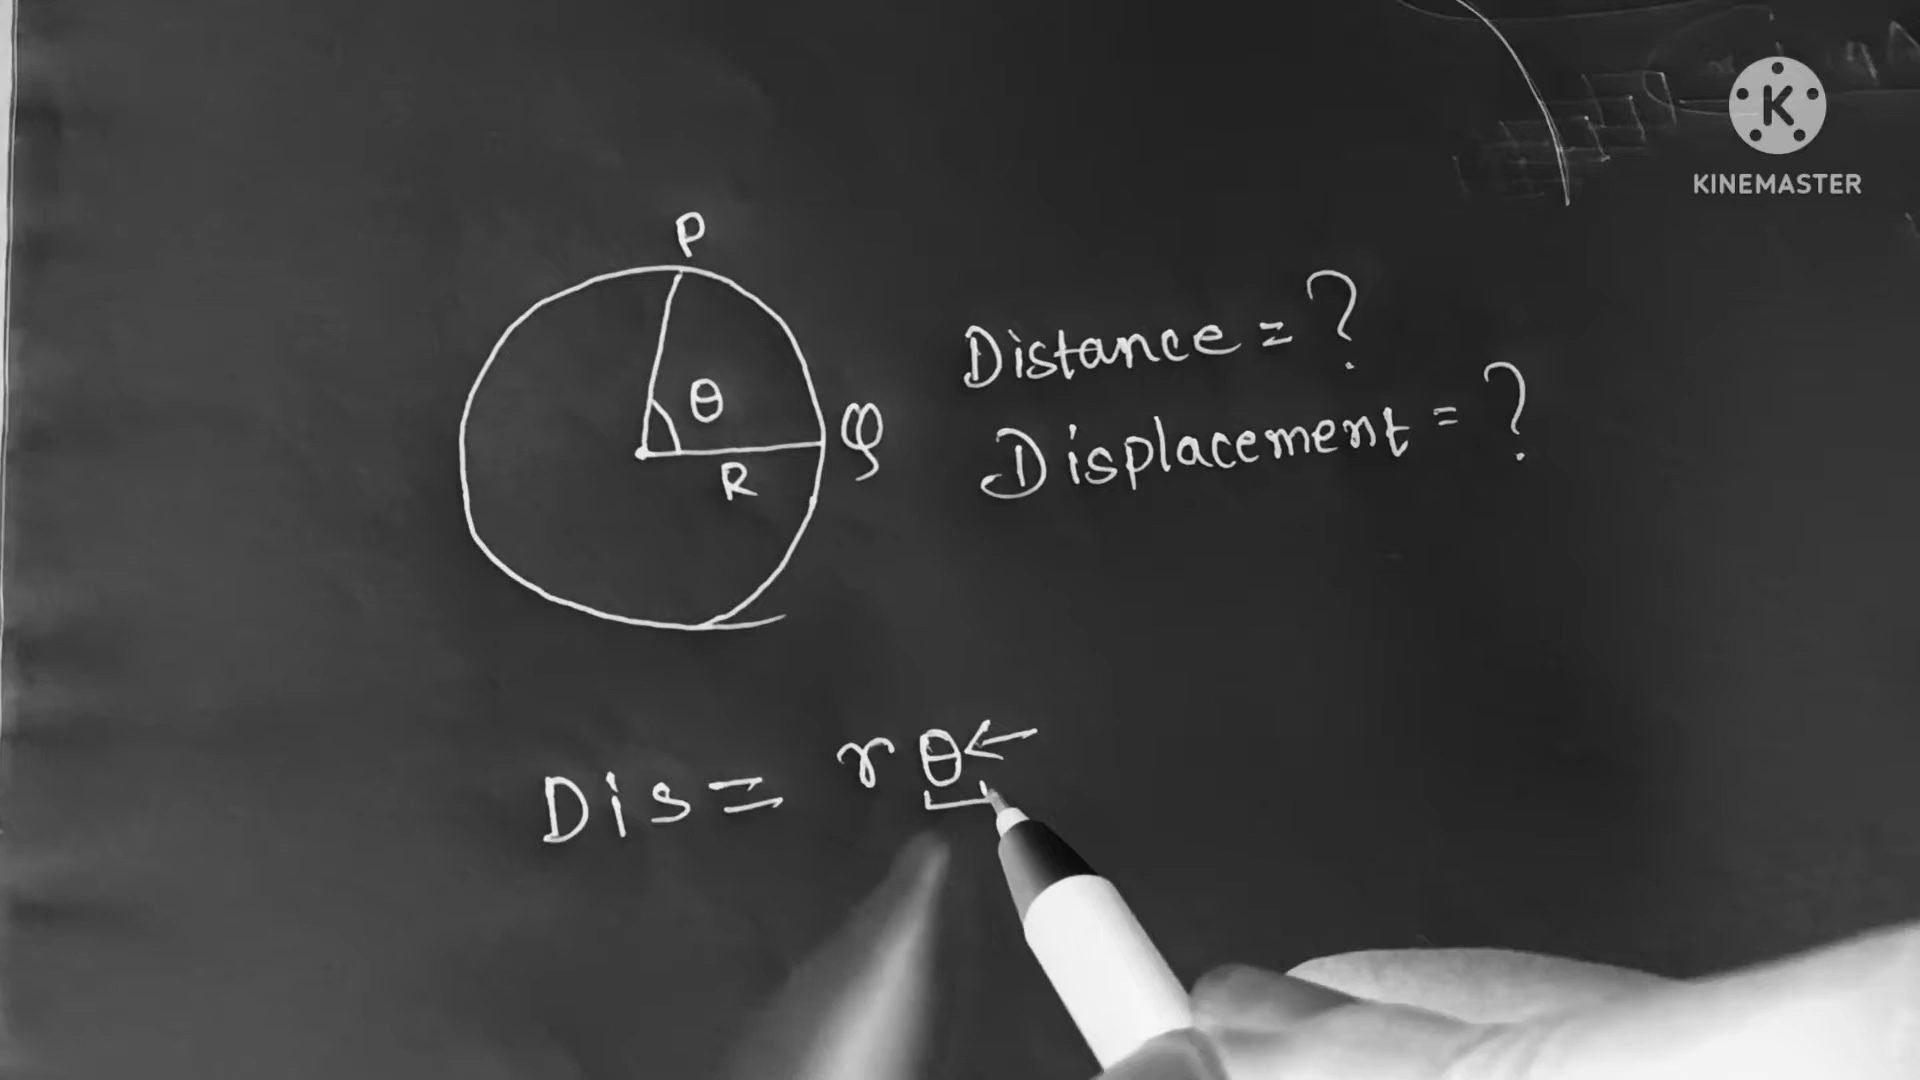 P
Distance = ?
θ
Q
Displacement = ?
R
Dis = rθ←
K
KINEMASTER